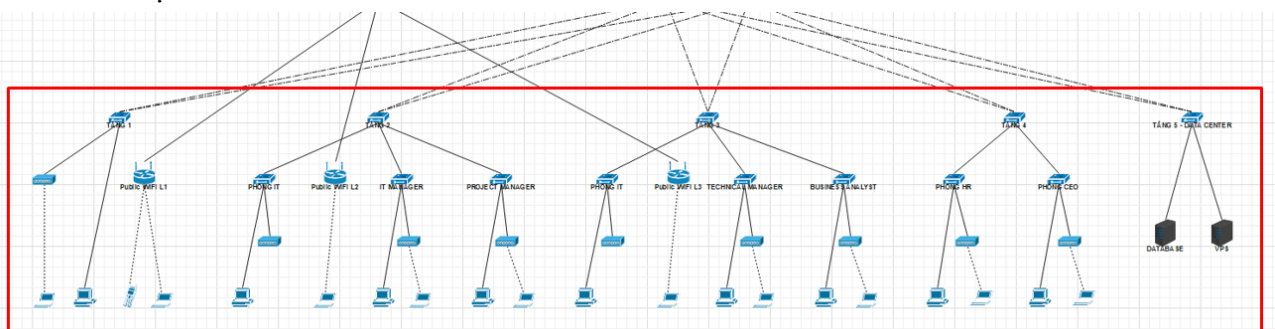 TẦNG 1
TẦNG 2
TẦNG 3
TẦNG 4
TẦNG 5 - DATA CENTER
Public WIFI L1
PHÒNG IT
Public WIFI L2
IT MANAGER
PROJECT MANAGER
PHÒNG IT
Public WIFI L3
TECHNICAL MANAGER
BUSINESS ANALYST
PHÒNG HR
PHÒNG CEO
DATABASE
VPS